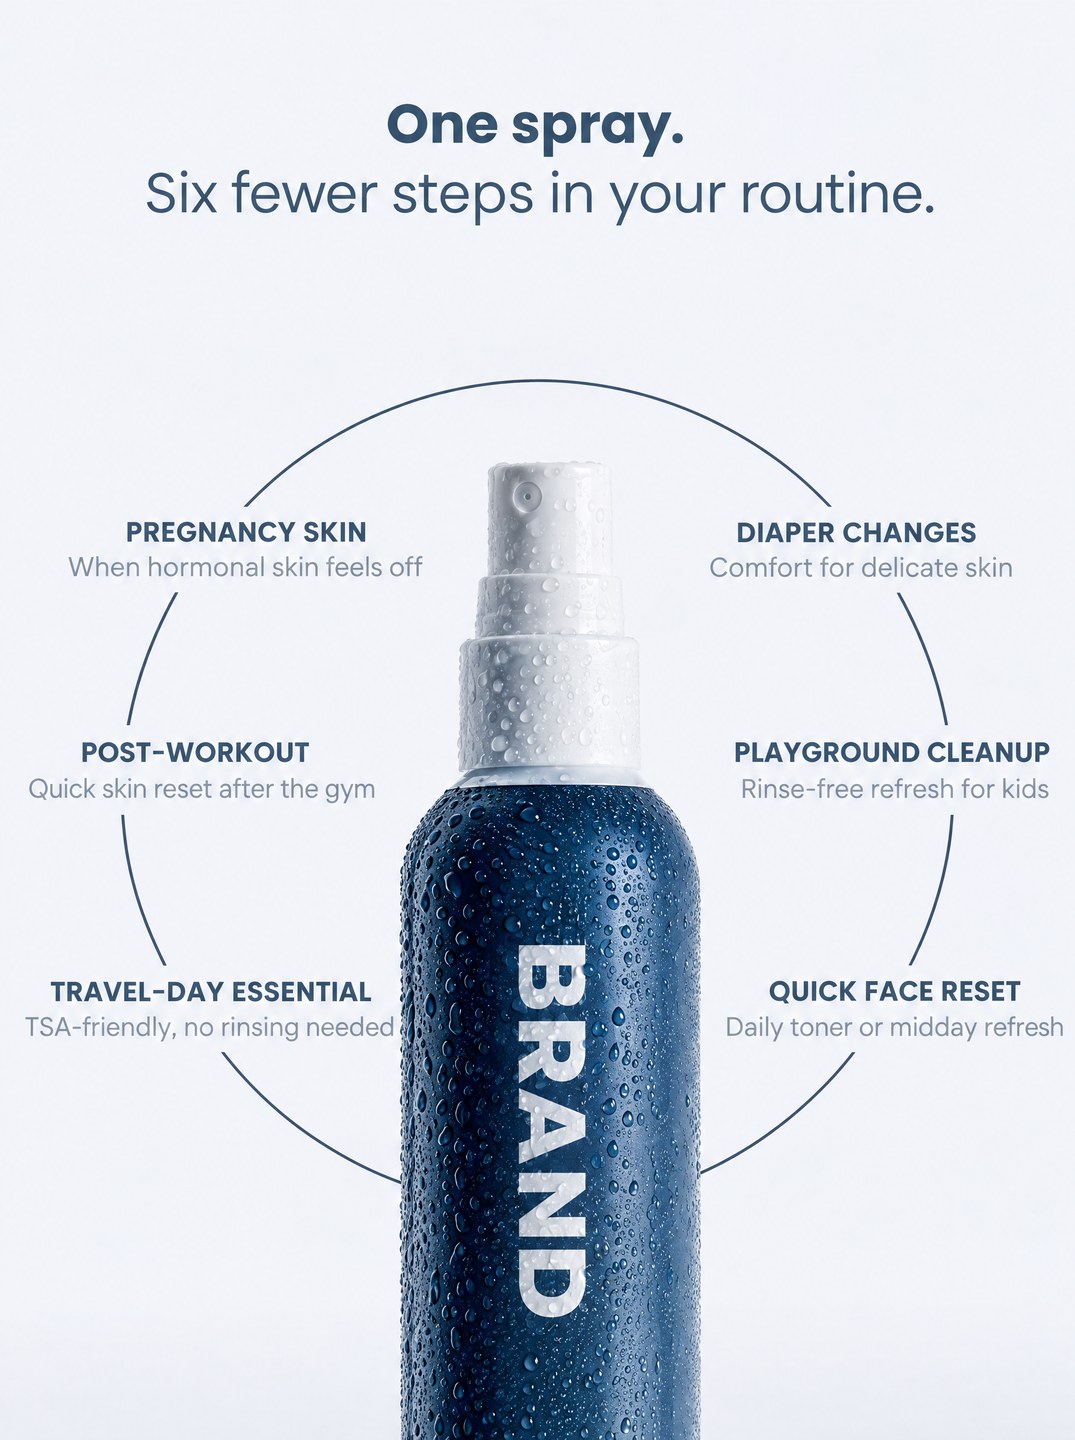 One spray.
Six fewer steps in your routine.
PREGNANCY SKIN
When hormonal skin feels off
DIAPER CHANGES
Comfort for delicate skin
POST-WORKOUT
Quick skin reset after the gym
PLAYGROUND CLEANUP
Rinse-free refresh for kids
TRAVEL-DAY ESSENTIAL
TSA-friendly, no rinsing needed
QUICK FACE RESET
Daily toner or midday refresh
BRAND